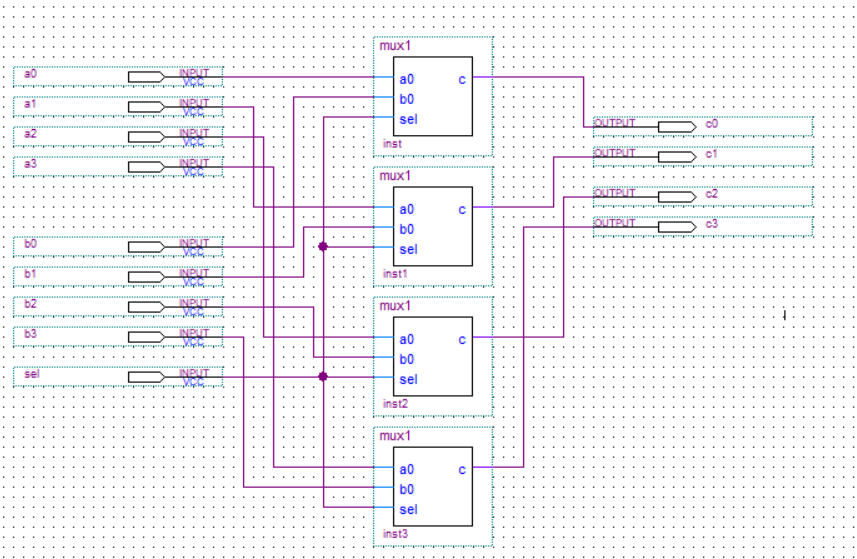 a0 INPUT VCC
a1 INPUT VCC
a2 INPUT VCC
a3 INPUT VCC
b0 INPUT VCC
b1 INPUT VCC
b2 INPUT VCC
b3 INPUT VCC
sel INPUT VCC
mux1
a0 c
b0
sel
inst
mux1
a0 c
b0
sel
inst1
mux1
a0 c
b0
sel
inst2
mux1
a0 c
b0
sel
inst3
OUTPUT c0
OUTPUT c1
OUTPUT c2
OUTPUT c3